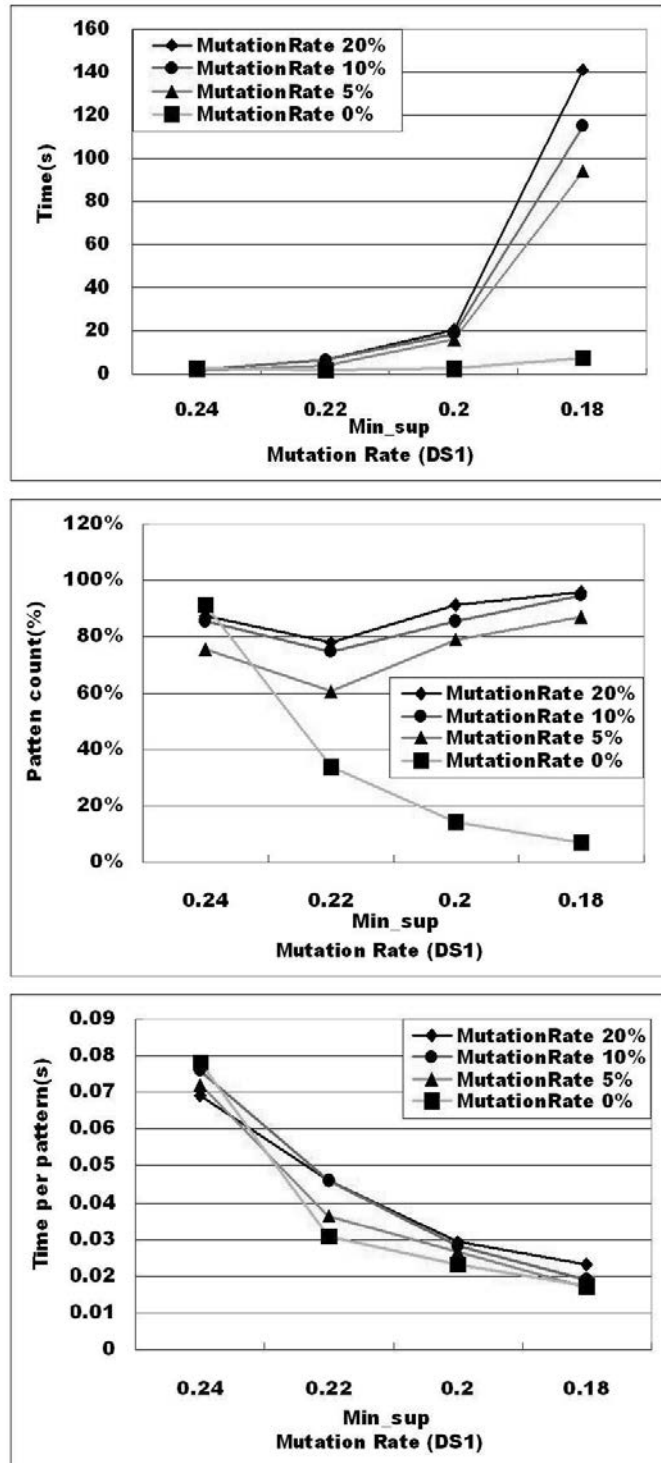 160
140
120
100
80
60
40
20
0
Time(s)
MutationRate 20%
MutationRate 10%
MutationRate 5%
MutationRate 0%
0.24 0.22 0.2 0.18
Min_sup
Mutation Rate (DS1)
120%
100%
80%
60%
40%
20%
0%
Patten count(%)
MutationRate 20%
MutationRate 10%
MutationRate 5%
MutationRate 0%
0.24 0.22 0.2 0.18
Min_sup
Mutation Rate (DS1)
0.09
0.08
0.07
0.06
0.05
0.04
0.03
0.02
0.01
0
Time per pattern(s)
MutationRate 20%
MutationRate 10%
MutationRate 5%
MutationRate 0%
0.24 0.22 0.2 0.18
Min_sup
Mutation Rate (DS1)